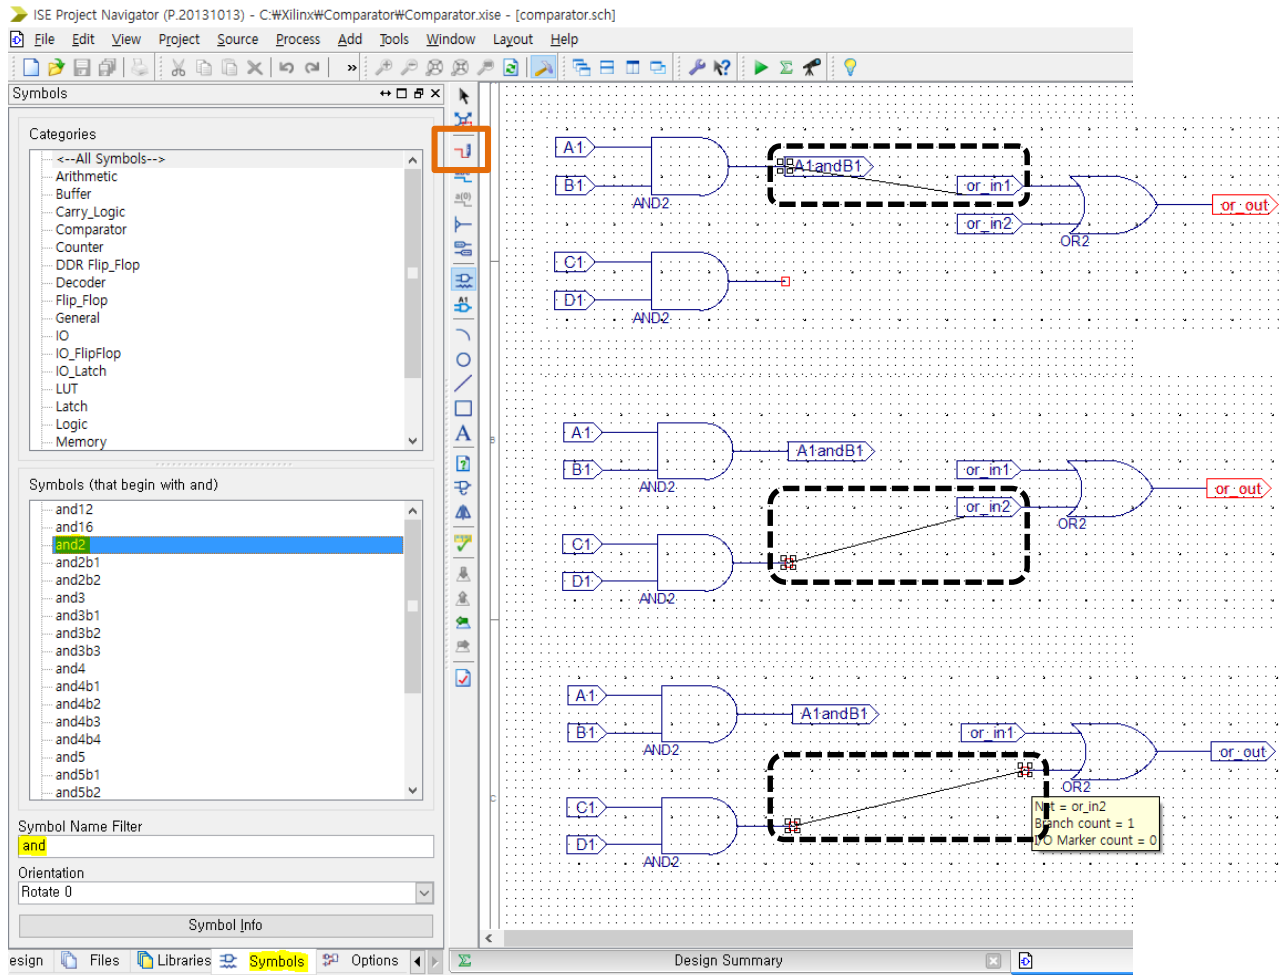 ISE Project Navigator (P.20131013) - C:₩Xilinx₩Comparator₩Comparator.xise - [comparator.sch]
File Edit View Project Source Process Add Tools Window Layout Help
Symbols
Categories
<--All Symbols-->
Arithmetic
Buffer
Carry_Logic
Comparator
Counter
DDR Flip_Flop
Decoder
Flip_Flop
General
IO
IO_FlipFlop
IO_Latch
LUT
Latch
Logic
Memory
Symbols (that begin with and)
and12
and16
and2
and2b1
and2b2
and3
and3b1
and3b2
and3b3
and4
and4b1
and4b2
and4b3
and4b4
and5
and5b1
and5b2
Symbol Name Filter
and
Orientation
Rotate 0
Symbol Info
esign Files Libraries Symbols Options
Design Summary
A1
B1
AND2
A1andB1
or_in1
or_in2
OR2
or_out
C1
D1
AND2
A1
B1
AND2
A1andB1
or_in1
or_in2
OR2
or_out
C1
D1
AND2
A1
B1
AND2
A1andB1
or_in1
OR2
or_out
C1
D1
AND2
Net = or_in2
Branch count = 1
I/O Marker count = 0